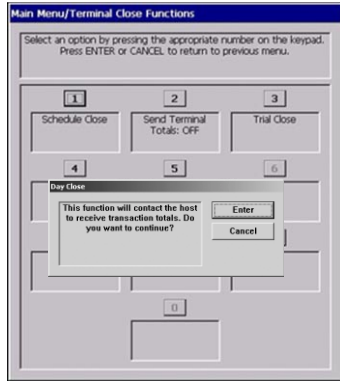 Main Menu/Terminal Close Functions
Select an option by pressing the appropriate number on the keypad.
Press ENTER or CANCEL to return to previous menu.
1
2
3
Schedule Close
Send Terminal
Totals: OFF
Trial Close
4
5
6
Day Close
This function will contact the host
to receive transaction totals. Do
you want to continue?
Enter
Cancel
0